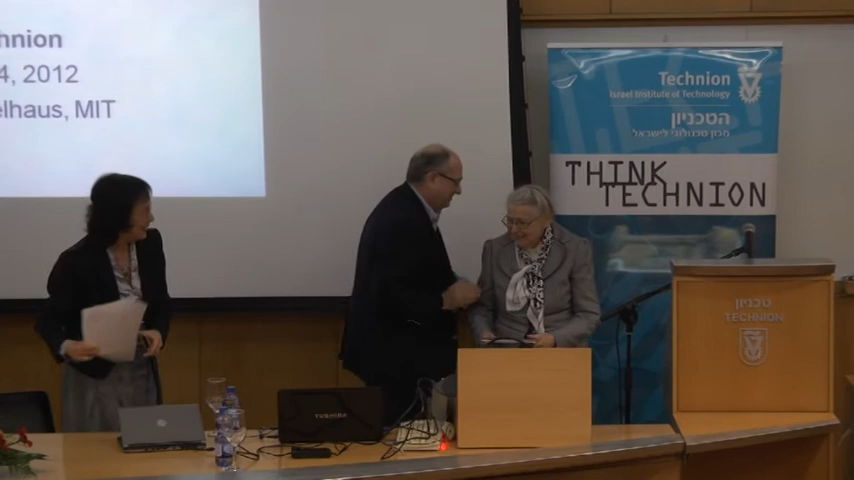 hnion
4, 2012
elhaus, MIT
Technion
Israel Institute of Technology
הטכניון
מכון טכנולוגי לישראל
THINK
TECHNION
טכניון
TECHNION
TOSHIBA